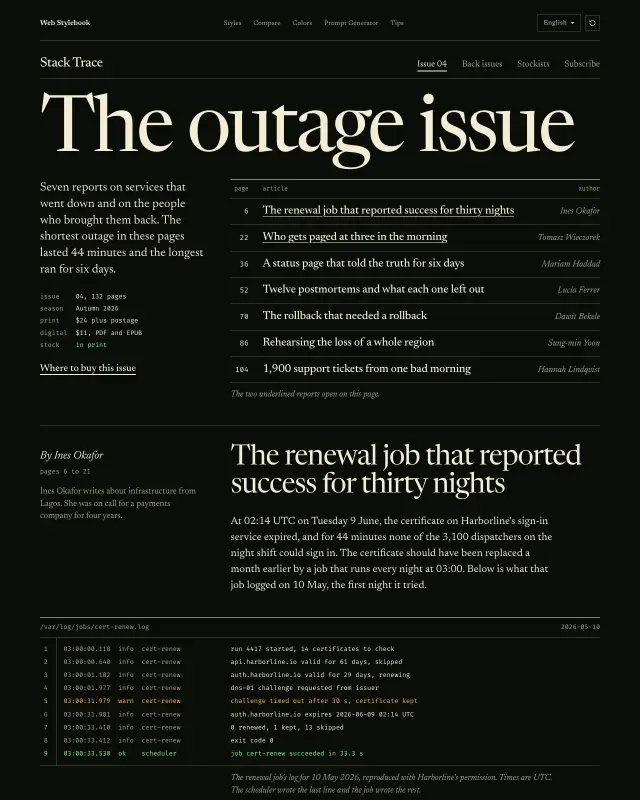 Web Stylebook
Styles Compare Colors Prompt Generator Tips
English
Stack Trace
Issue 04 Back issues Stockists Subscribe
The outage issue
Seven reports on services that
went down and on the people
who brought them back. The
shortest outage in these pages
lasted 44 minutes and the longest
ran for six days.
issue 04, 132 pages
season Autumn 2026
print $24 plus postage
digital $11, PDF and EPUB
stock in print
Where to buy this issue
page article author
6 The renewal job that reported success for thirty nights Ines Okafor
22 Who gets paged at three in the morning Tomasz Wieczorek
36 A status page that told the truth for six days Mariam Haddad
52 Twelve postmortems and what each one left out Lucía Ferrer
70 The rollback that needed a rollback Dawit Bekele
86 Rehearsing the loss of a whole region Sung-min Yoon
104 1,900 support tickets from one bad morning Hannah Lindqvist
The two underlined reports open on this page.
By Ines Okafor
pages 6 to 21
Ines Okafor writes about infrastructure from
Lagos. She was on call for a payments
company for four years.
The renewal job that reported
success for thirty nights
At 02:14 UTC on Tuesday 9 June, the certificate on Harborline's sign-in
service expired, and for 44 minutes none of the 3,100 dispatchers on the
night shift could sign in. The certificate should have been replaced a
month earlier by a job that runs every night at 03:00. Below is what that
job logged on 10 May, the first night it tried.
/var/log/jobs/cert-renew.log 2026-05-10
1 03:00:00.118 info cert-renew run 4417 started, 14 certificates to check
2 03:00:00.640 info cert-renew api.harborline.io valid for 61 days, skipped
3 03:00:01.102 info cert-renew auth.harborline.io valid for 29 days, renewing
4 03:00:01.977 info cert-renew dns-01 challenge requested from issuer
5 03:00:31.979 warn cert-renew challenge timed out after 30 s, certificate kept
6 03:00:31.981 info cert-renew auth.harborline.io expires 2026-06-09 02:14 UTC
7 03:00:33.410 info cert-renew 0 renewed, 1 kept, 13 skipped
8 03:00:33.412 info cert-renew exit code 0
9 03:00:33.530 ok scheduler job cert-renew succeeded in 33.3 s
The renewal job's log for 10 May 2026, reproduced with Harborline's permission. Times are UTC.
The scheduler wrote the last line and the job wrote the rest.